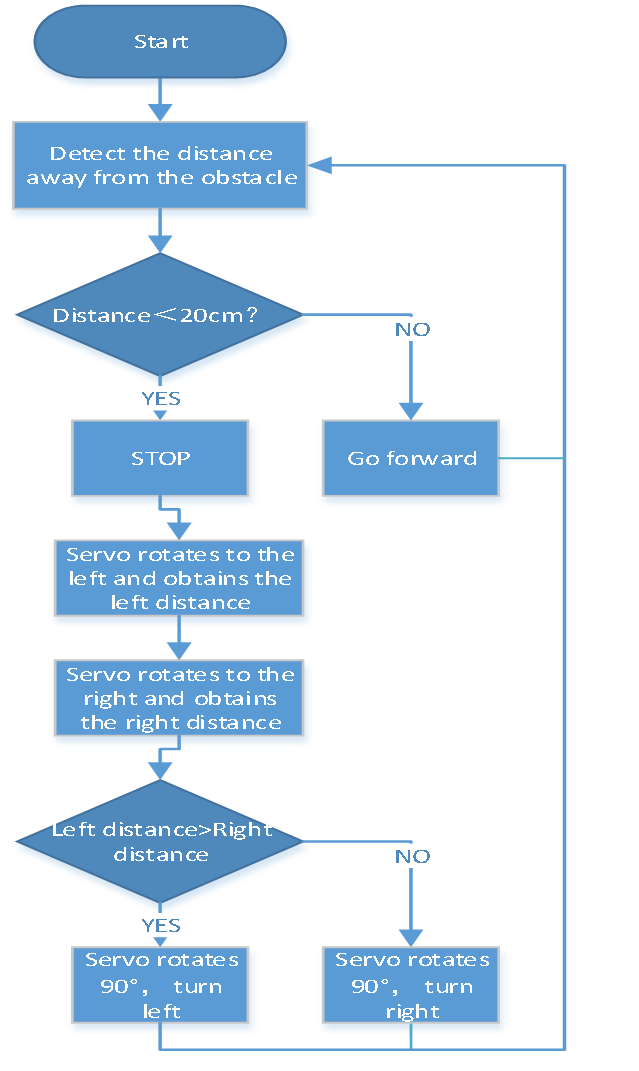 Start
Detect the distance
away from the obstacle
Distance＜20cm？
NO
YES
STOP
Go forward
Servo rotates to the
left and obtains the
left distance
Servo rotates to the
right and obtains
the right distance
Left distance>Right
distance
NO
YES
Servo rotates
90°， turn
left
Servo rotates
90°， turn
right